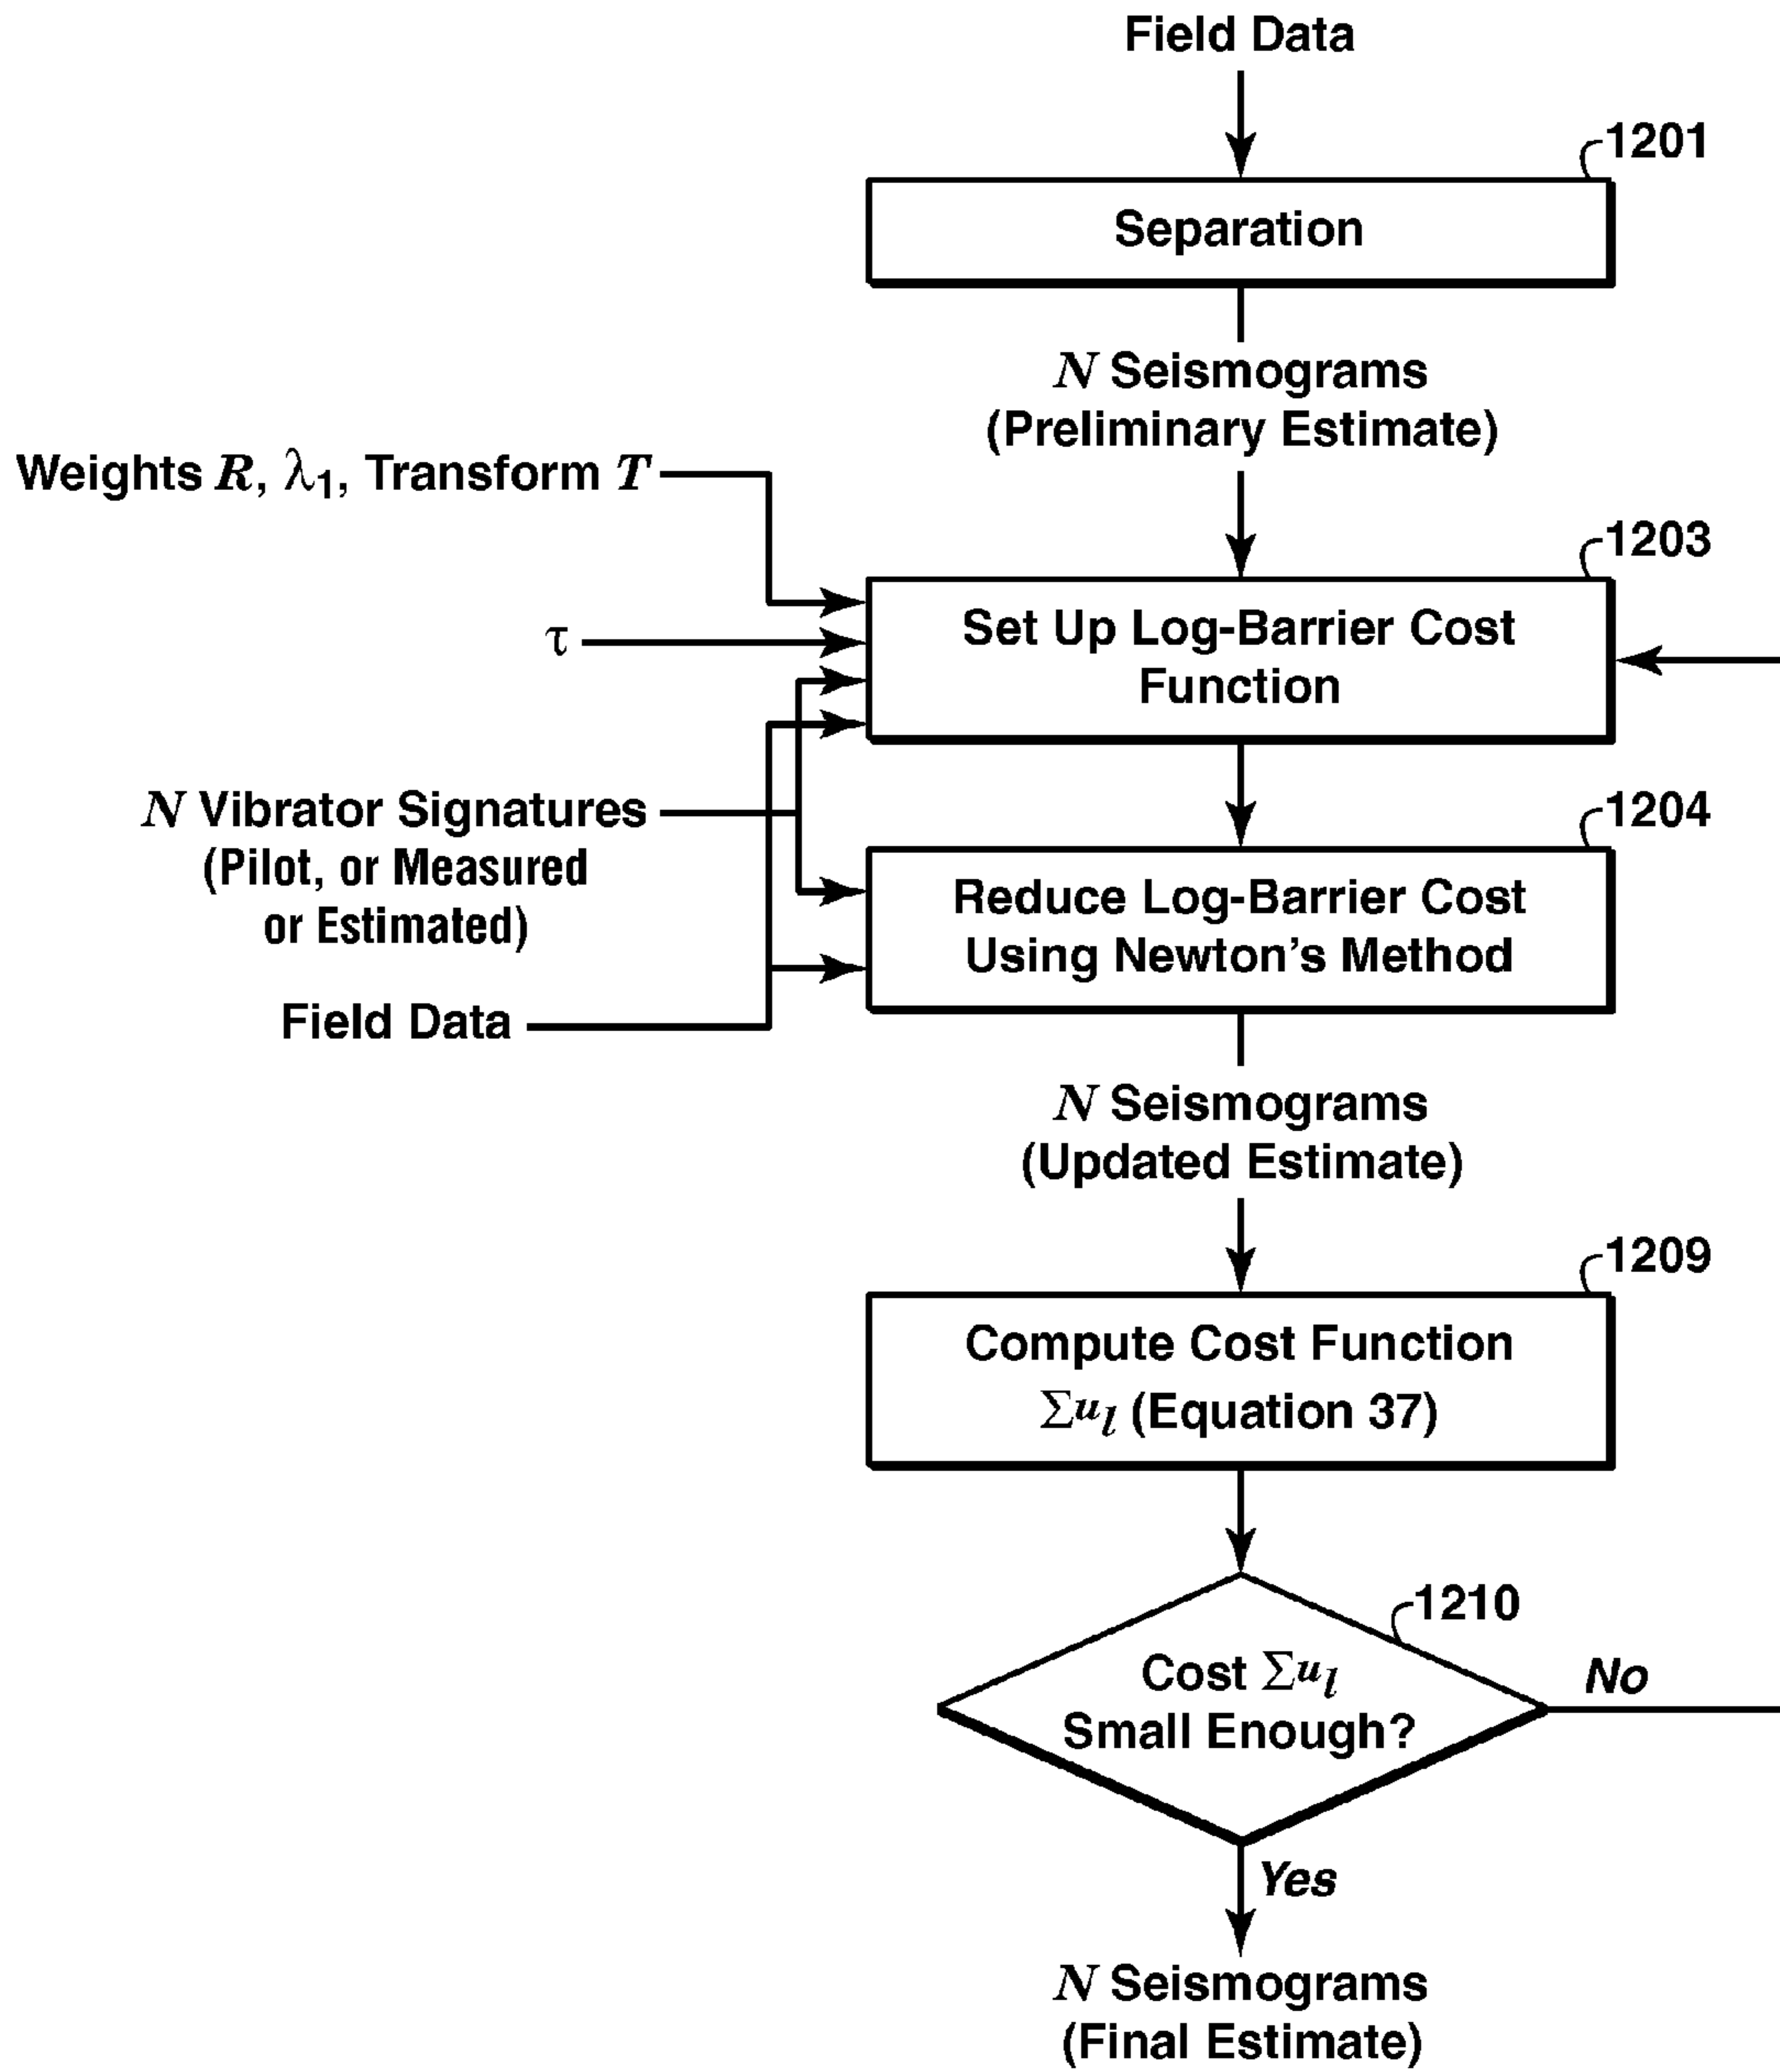 Field Data
1201
Separation
N Seismograms
(Preliminary Estimate)
Weights R, λ1, Transform T
1203
Set Up Log-Barrier Cost
Function
τ
N Vibrator Signatures
(Pilot, or Measured
or Estimated)
1204
Reduce Log-Barrier Cost
Using Newton's Method
Field Data
N Seismograms
(Updated Estimate)
1209
Compute Cost Function
Σul (Equation 37)
1210
Cost Σul
Small Enough?
No
Yes
N Seismograms
(Final Estimate)